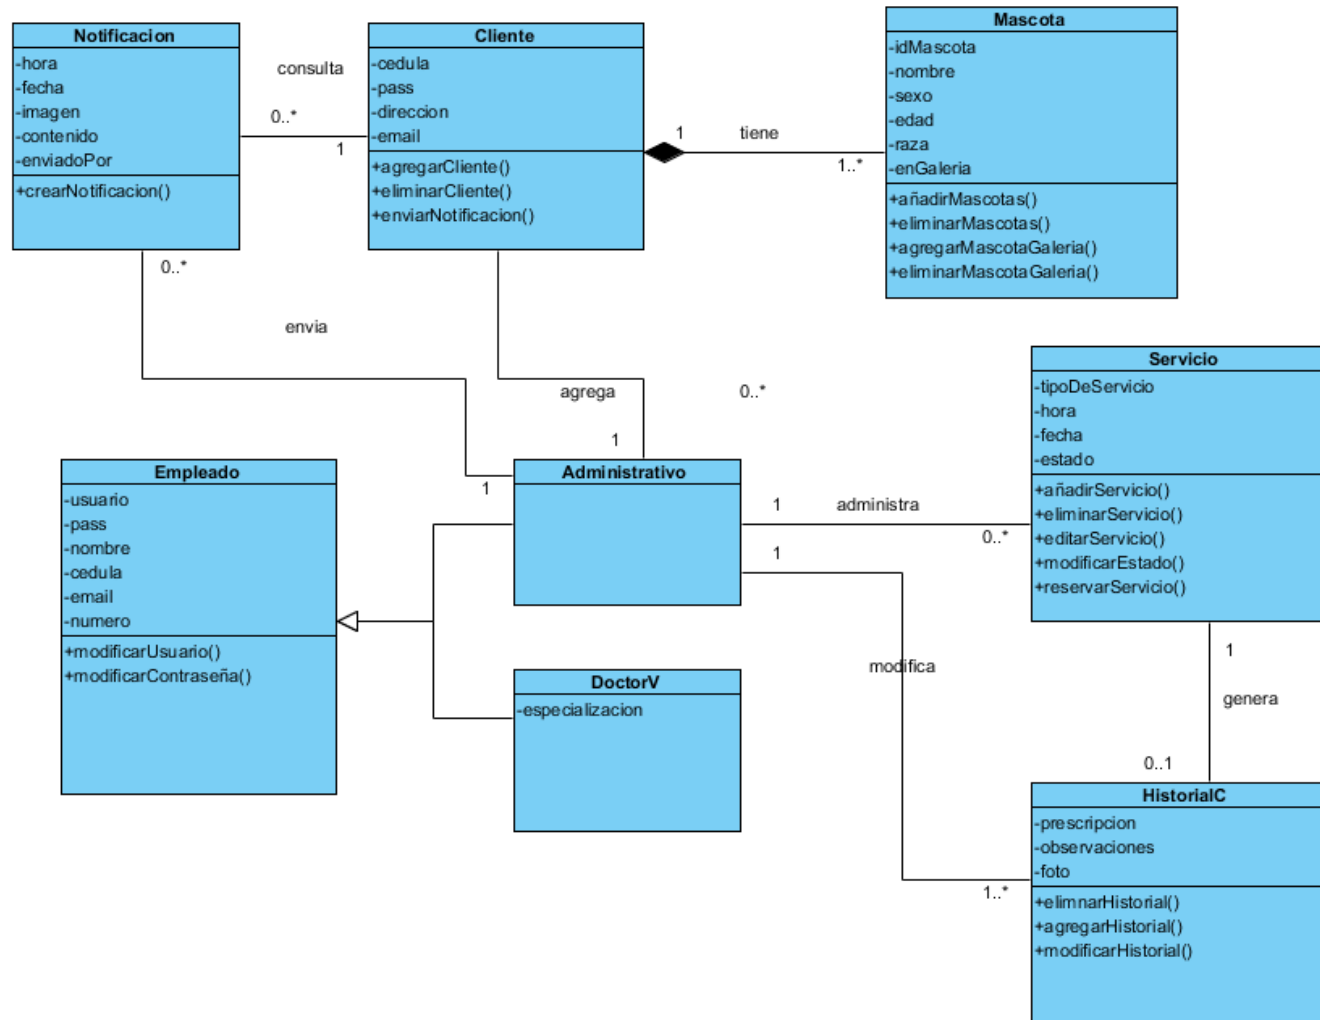 Notificacion
-hora
-fecha
-imagen
-contenido
-enviadoPor
+crearNotificacion()
consulta
0..*
1
Cliente
-cedula
-pass
-direccion
-email
+agregarCliente()
+eliminarCliente()
+enviarNotificacion()
1
tiene
1..*
Mascota
-idMascota
-nombre
-sexo
-edad
-raza
-enGaleria
+añadirMascotas()
+eliminarMascotas()
+agregarMascotaGaleria()
+eliminarMascotaGaleria()
0..*
envia
1
agrega
0..*
1
Empleado
-usuario
-pass
-nombre
-cedula
-email
-numero
+modificarUsuario()
+modificarContraseña()
Administrativo
DoctorV
-especializacion
1
administra
0..*
1
modifica
1..*
Servicio
-tipoDeServicio
-hora
-fecha
-estado
+añadirServicio()
+eliminarServicio()
+editarServicio()
+modificarEstado()
+reservarServicio()
1
genera
0..1
HistorialC
-prescripcion
-observaciones
-foto
+elimnarHistorial()
+agregarHistorial()
+modificarHistorial()